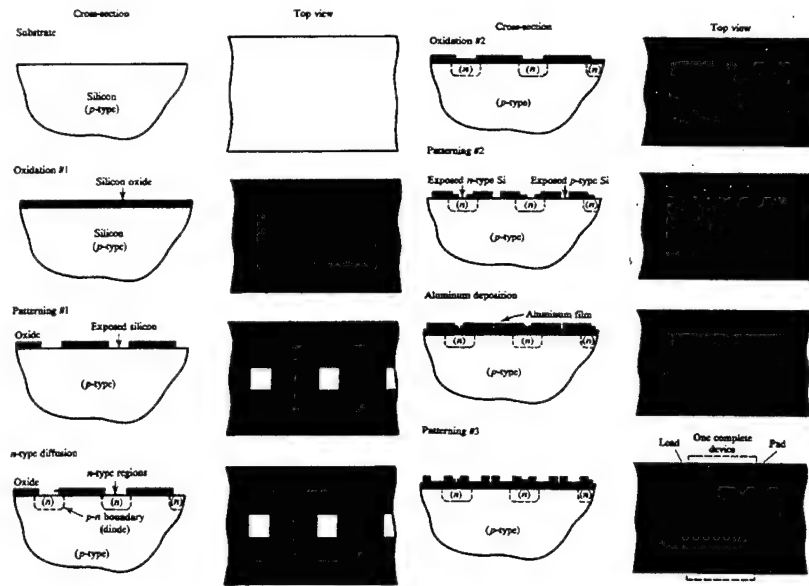 Cross-section
Top view
Substrate
Silicon
(p-type)
Oxidation #1
Silicon oxide
Silicon
(p-type)
Patterning #1
Oxide
Exposed silicon
(p-type)
n-type diffusion
Oxide
n-type regions
(n)
(n)
(n)
p-n boundary
(diode)
(p-type)
Cross-section
Top view
Oxidation #2
(n)
(n)
(n)
(p-type)
Patterning #2
Exposed n-type Si
Exposed p-type Si
(n)
(n)
(n)
(p-type)
Aluminum deposition
Aluminum film
(n)
(n)
(n)
(p-type)
Patterning #3
(n)
(n)
(n)
(p-type)
Lead
One complete
device
Pad